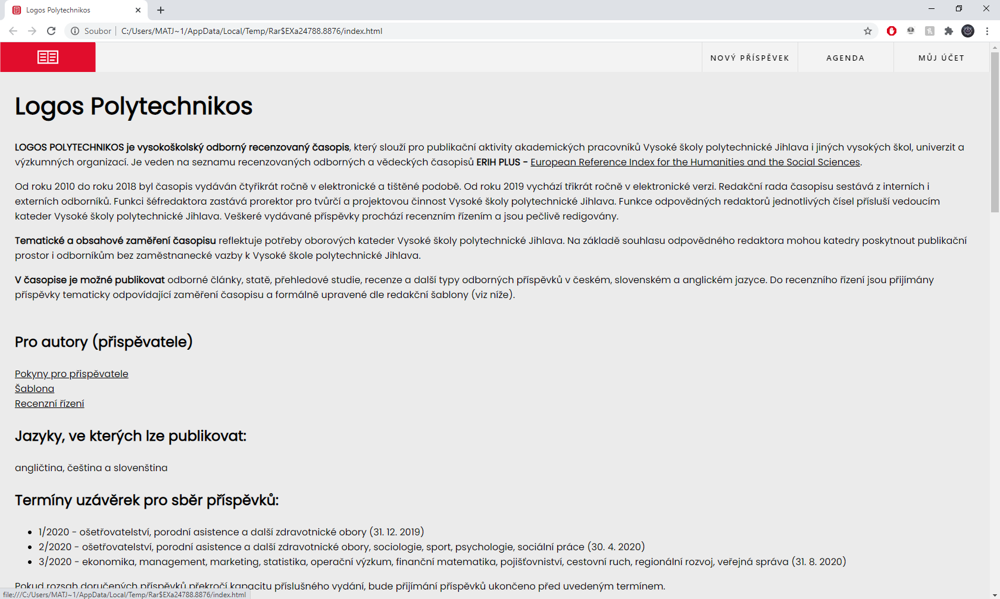 Logos Polytechnikos
Soubor C:/Users/MATJ~1/AppData/Local/Temp/Rar$EXa24788.8876/index.html
NOVÝ PŘÍSPĚVEK AGENDA MŮJ ÚČET
Logos Polytechnikos
LOGOS POLYTECHNIKOS je vysokoškolský odborný recenzovaný časopis, který slouží pro publikační aktivity akademických pracovníků Vysoké školy polytechnické Jihlava i jiných vysokých škol, univerzit a
výzkumných organizací. Je veden na seznamu recenzovaných odborných a vědeckých časopisů ERIH PLUS - European Reference Index for the Humanities and the Social Sciences.
Od roku 2010 do roku 2018 byl časopis vydáván čtyřikrát ročně v elektronické a tištěné podobě. Od roku 2019 vychází třikrát ročně v elektronické verzi. Redakční rada časopisu sestává z interních i
externích odborníků. Funkci šéfredaktora zastává prorektor pro tvůrčí a projektovou činnost Vysoké školy polytechnické Jihlava. Funkce odpovědných redaktorů jednotlivých čísel přísluší vedoucím
kateder Vysoké školy polytechnické Jihlava. Veškeré vydávané příspěvky prochází recenzním řízením a jsou pečlivě redigovány.
Tematické a obsahové zaměření časopisu reflektuje potřeby oborových kateder Vysoké školy polytechnické Jihlava. Na základě souhlasu odpovědného redaktora mohou katedry poskytnout publikační
prostor i odborníkům bez zaměstnanecké vazby k Vysoké škole polytechnické Jihlava.
V časopise je možné publikovat odborné články, statě, přehledové studie, recenze a další typy odborných příspěvků v českém, slovenském a anglickém jazyce. Do recenzního řízení jsou přijímány
příspěvky tematicky odpovídající zaměření časopisu a formálně upravené dle redakční šablony (viz níže).
Pro autory (přispěvatele)
Pokyny pro přispěvatele
Šablona
Recenzní řízení
Jazyky, ve kterých lze publikovat:
angličtina, čeština a slovenština
Termíny uzávěrek pro sběr příspěvků:
• 1/2020 - ošetřovatelství, porodní asistence a další zdravotnické obory (31. 12. 2019)
• 2/2020 - ošetřovatelství, porodní asistence a další zdravotnické obory, sociologie, sport, psychologie, sociální práce (30. 4. 2020)
• 3/2020 - ekonomika, management, marketing, statistika, operační výzkum, finanční matematika, pojišťovnictví, cestovní ruch, regionální rozvoj, veřejná správa (31. 8. 2020)
Pokud rozsah doručených příspěvků překročí kapacitu příslušného vydání, bude přijímání příspěvků ukončeno před uvedeným termínem.
file:///C:/Users/MATJ~1/AppData/Local/Temp/Rar$EXa24788.8876/index.html